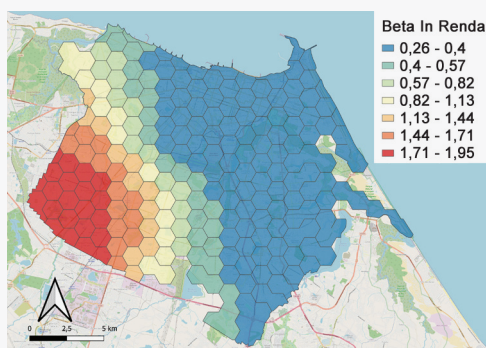 Beta ln Renda
0,26 - 0,4
0,4 - 0,57
0,57 - 0,82
0,82 - 1,13
1,13 - 1,44
1,44 - 1,71
1,71 - 1,95
0 2,5 5 km